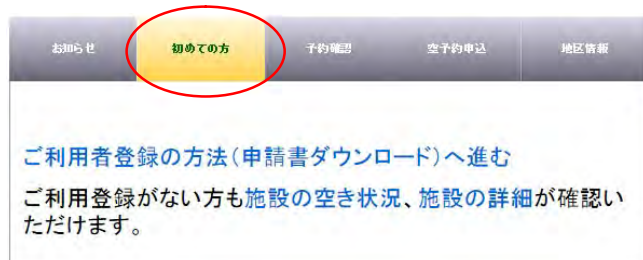 お知らせ
初めての方
予約確認
空予約申込
地区情報
ご利用者登録の方法(申請書ダウンロード)へ進む
ご利用登録がない方も施設の空き状況、施設の詳細が確認い
ただけます。